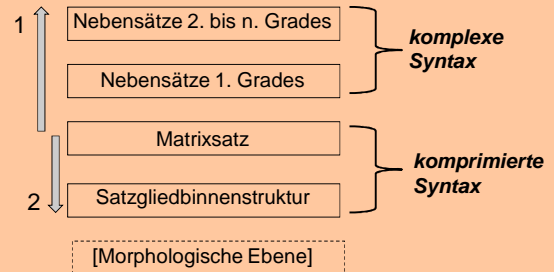 1
Nebensätze 2. bis n. Grades
komplexe
Syntax
Nebensätze 1. Grades
Matrixsatz
komprimierte
Syntax
2
Satzgliedbinnenstruktur
[Morphologische Ebene]